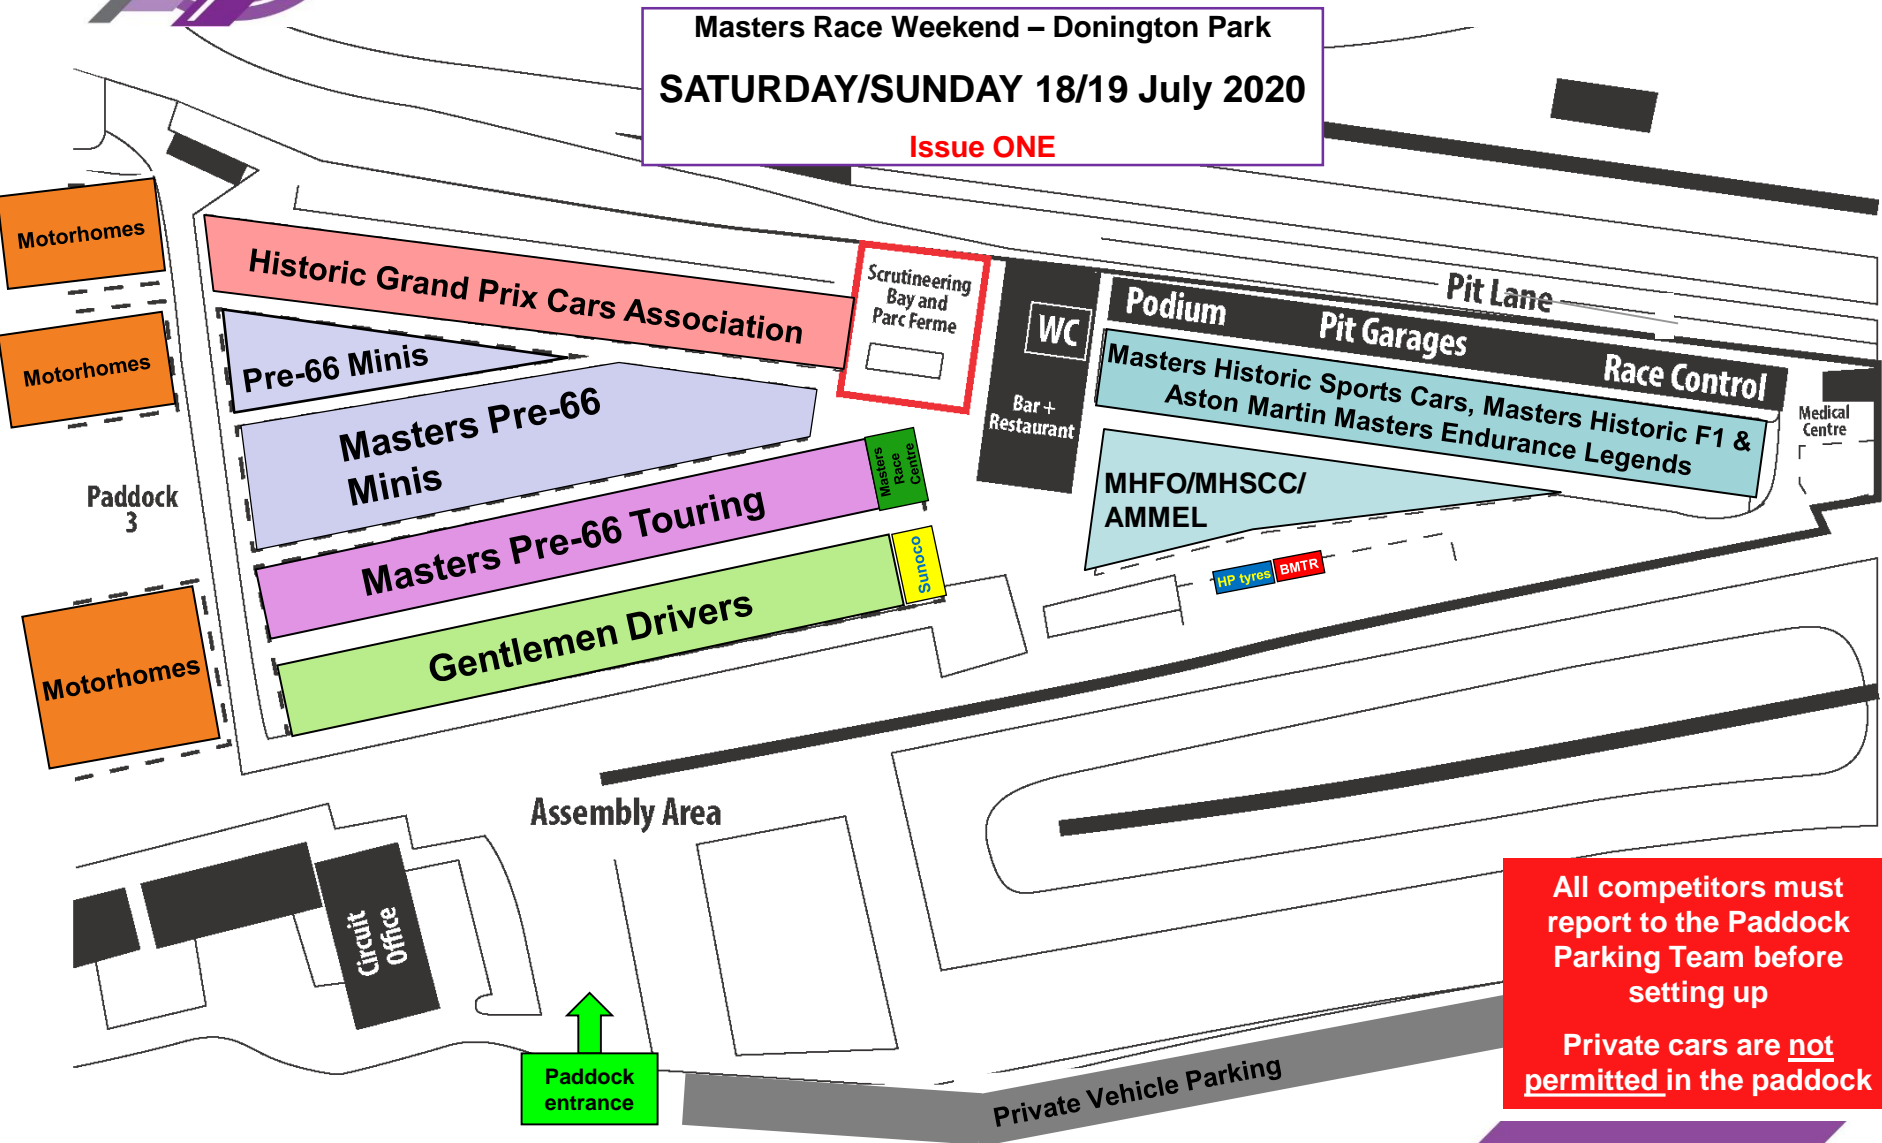 Masters Race Weekend – Donington Park
SATURDAY/SUNDAY 18/19 July 2020
Issue ONE
Motorhomes
Motorhomes
Motorhomes
Paddock
3
Historic Grand Prix Cars Association
Pre-66 Minis
Masters Pre-66
Minis
Masters Pre-66 Touring
Masters
Race
Centre
Gentlemen Drivers
Sunoco
Scrutineering
Bay and
Parc Ferme
WC
Bar +
Restaurant
Pit Lane
Podium
Pit Garages
Race Control
Masters Historic Sports Cars, Masters Historic F1 &
Aston Martin Masters Endurance Legends
Medical
Centre
MHFO/MHSCC/
AMMEL
HP tyres
BMTR
Assembly Area
Circuit
Office
Paddock
entrance
Private Vehicle Parking
All competitors must
report to the Paddock
Parking Team before
setting up
Private cars are not
permitted in the paddock